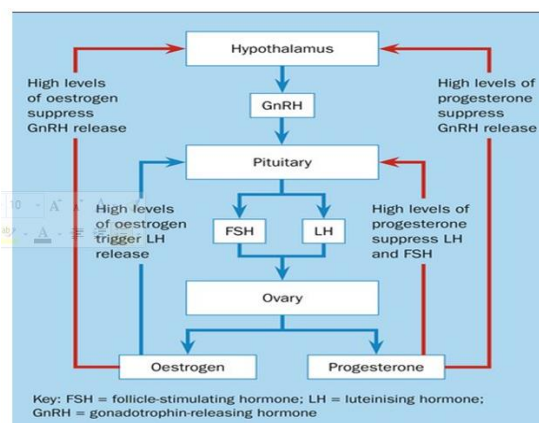 Hypothalamus
High levels
of oestrogen
suppress
GnRH release
High levels of
progesterone
suppress
GnRH release
GnRH
Pituitary
10
High levels
of oestrogen
trigger LH
release
FSH
LH
High levels of
progesterone
suppress LH
and FSH
Ovary
Oestrogen
Progesterone
Key: FSH = follicle-stimulating hormone; LH = luteinising hormone;
GnRH = gonadotrophin-releasing hormone